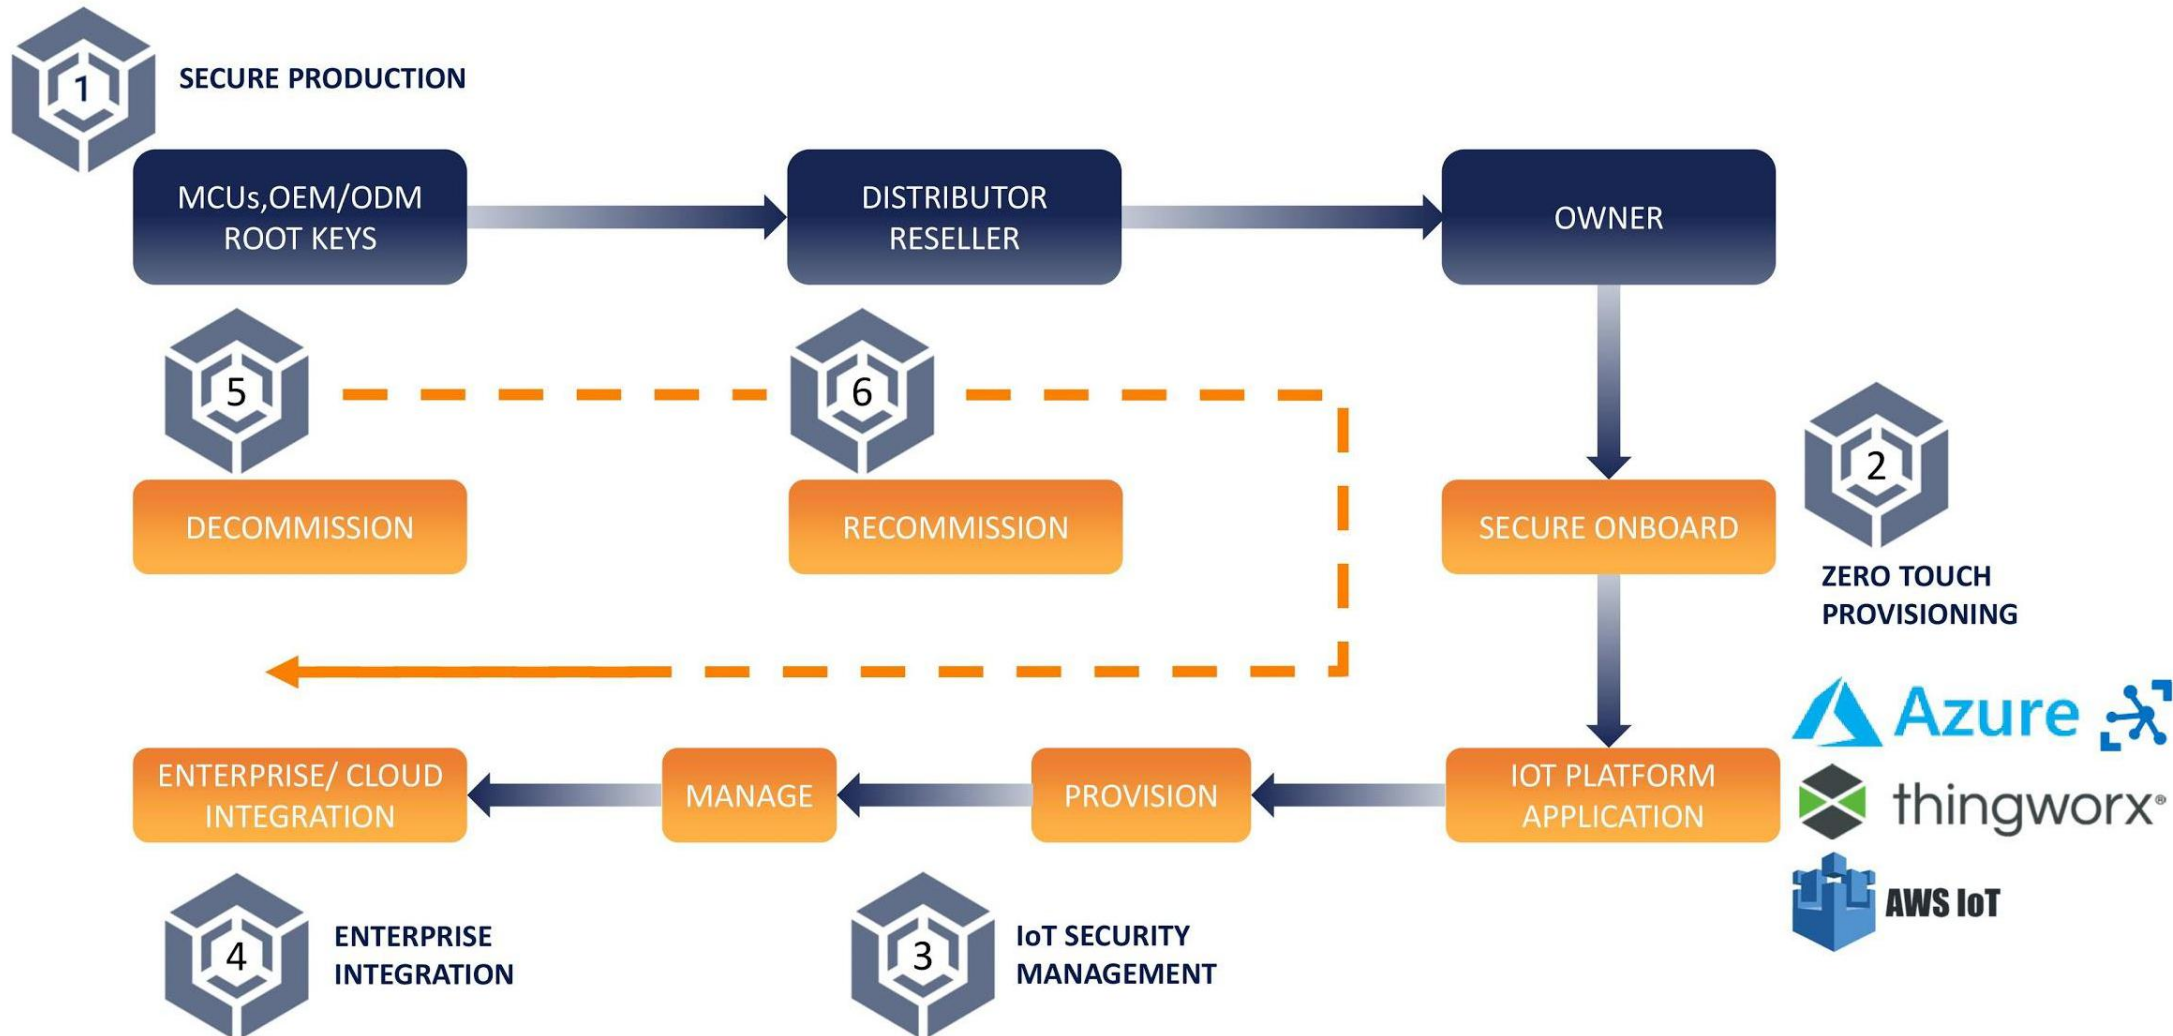 1
SECURE PRODUCTION
MCUs,OEM/ODM
ROOT KEYS
DISTRIBUTOR
RESELLER
OWNER
5
6
2
DECOMMISSION
RECOMMISSION
SECURE ONBOARD
ZERO TOUCH
PROVISIONING
Azure
ENTERPRISE/ CLOUD
INTEGRATION
MANAGE
PROVISION
IOT PLATFORM
APPLICATION
thingworx®
AWS IoT
4
ENTERPRISE
INTEGRATION
3
IoT SECURITY
MANAGEMENT